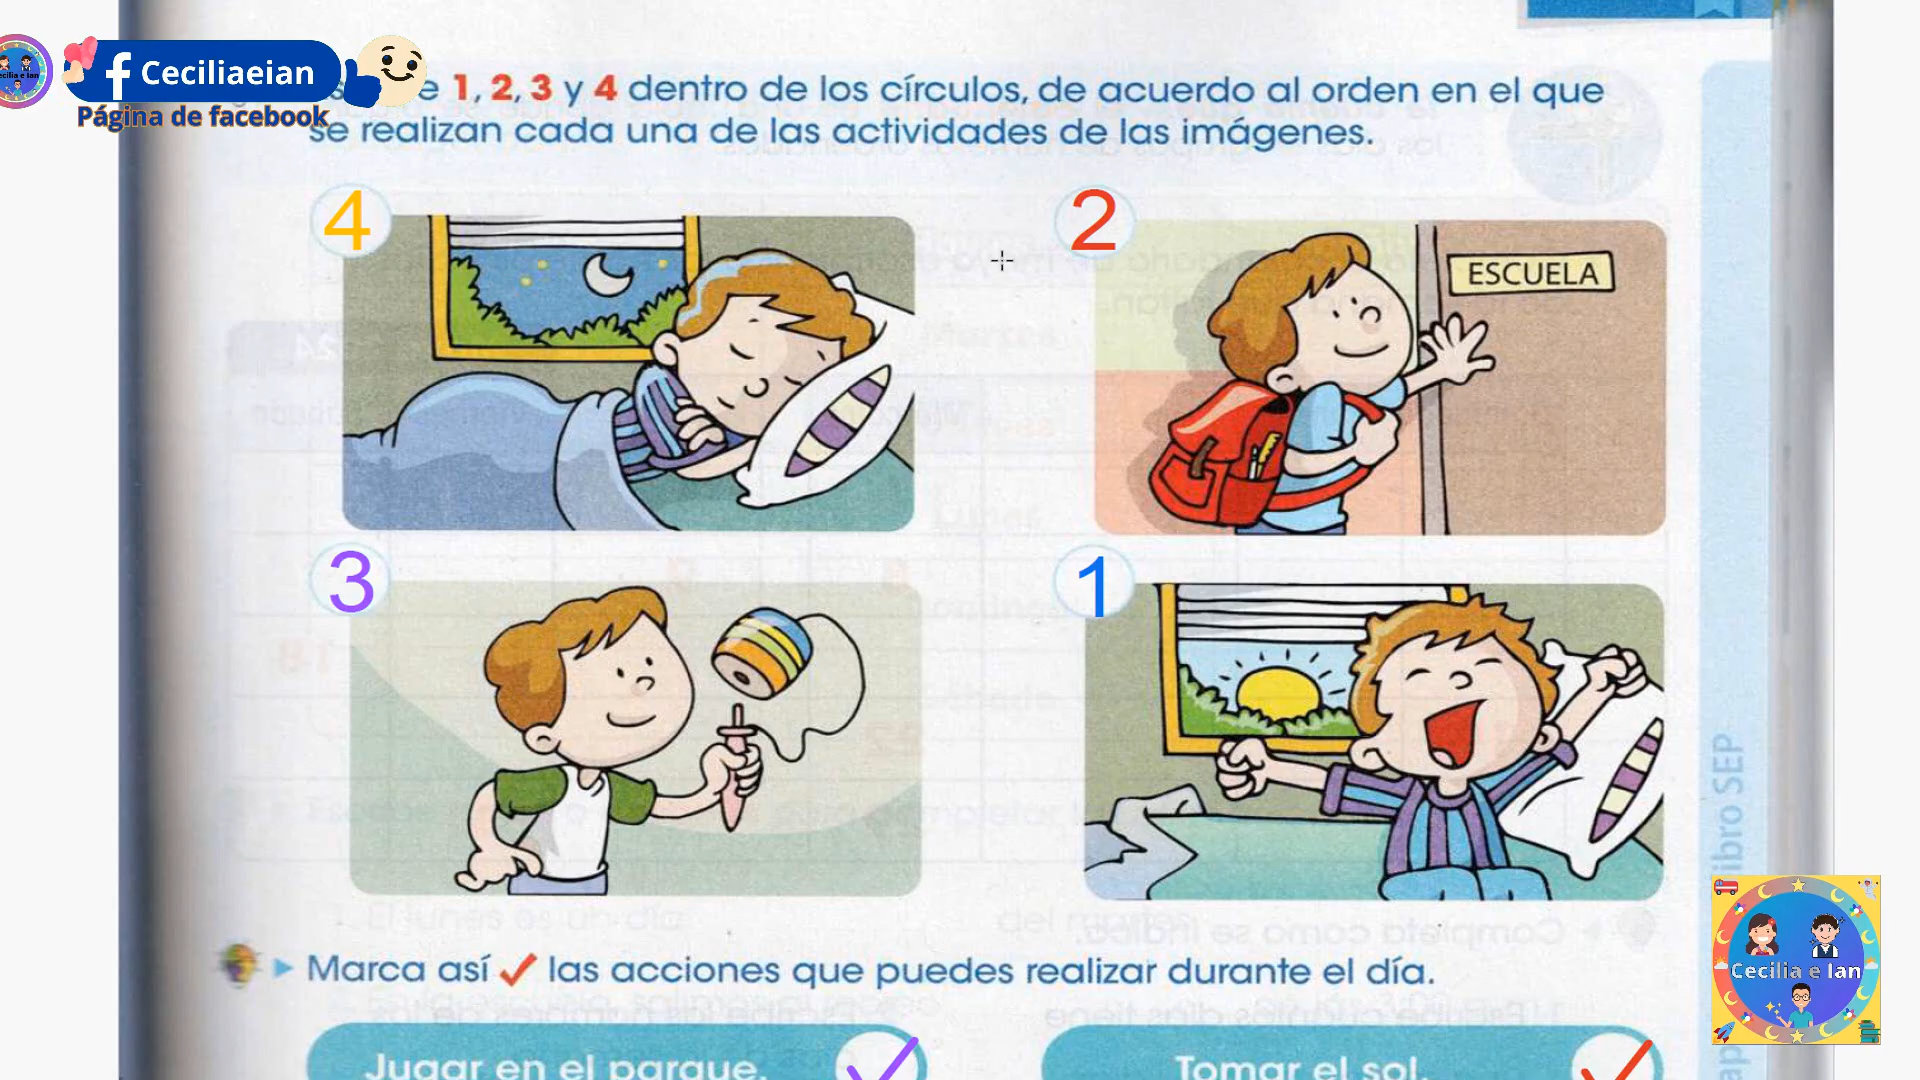 Ceciliaeian
Página de facebook
e 1, 2, 3 y 4 dentro de los círculos, de acuerdo al orden en el que
se realizan cada una de las actividades de las imágenes.
4
2
ESCUELA
3
1
Marca así ✓ las acciones que puedes realizar durante el día.
Jugar en el parque.
Tomar el sol.
ibro SEP
Cecilia e Ian